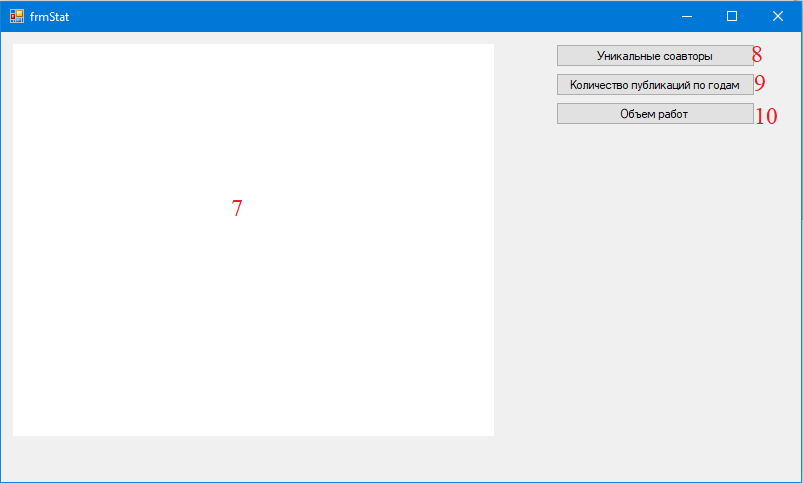 frmStat
Уникальные соавторы 8
Количество публикаций по годам 9
Объем работ 10
7